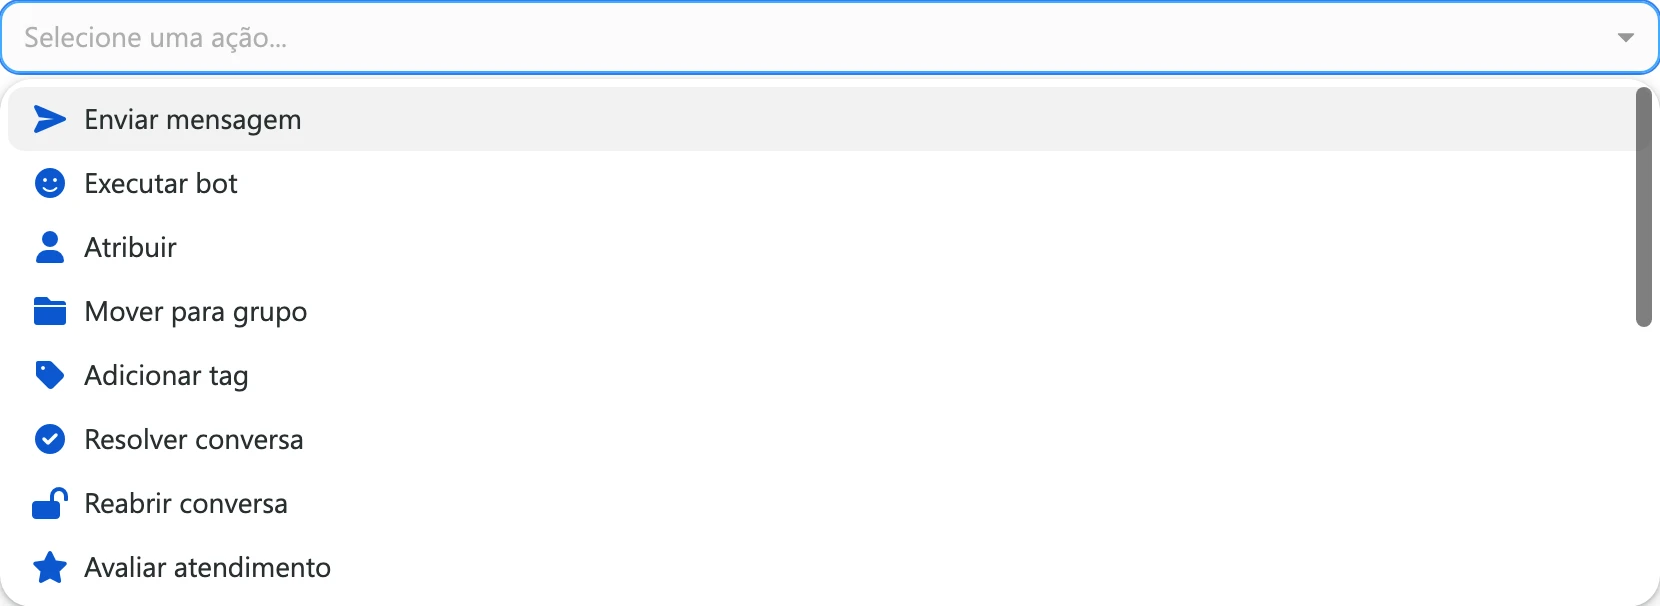 Selecione uma ação...
Enviar mensagem
Executar bot
Atribuir
Mover para grupo
Adicionar tag
Resolver conversa
Reabrir conversa
Avaliar atendimento